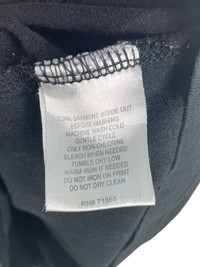 TURN GARMENT INSIDE OUT
BEFORE WASHING
MACHINE WASH COLD
GENTLE CYCLE
ONLY NON-CHLORINE
BLEACH WHEN NEEDED
TUMBLE DRY LOW
WARM IRON IF NEEDED
DO NOT IRON ON PRINT
DO NOT DRY CLEAN
RN#